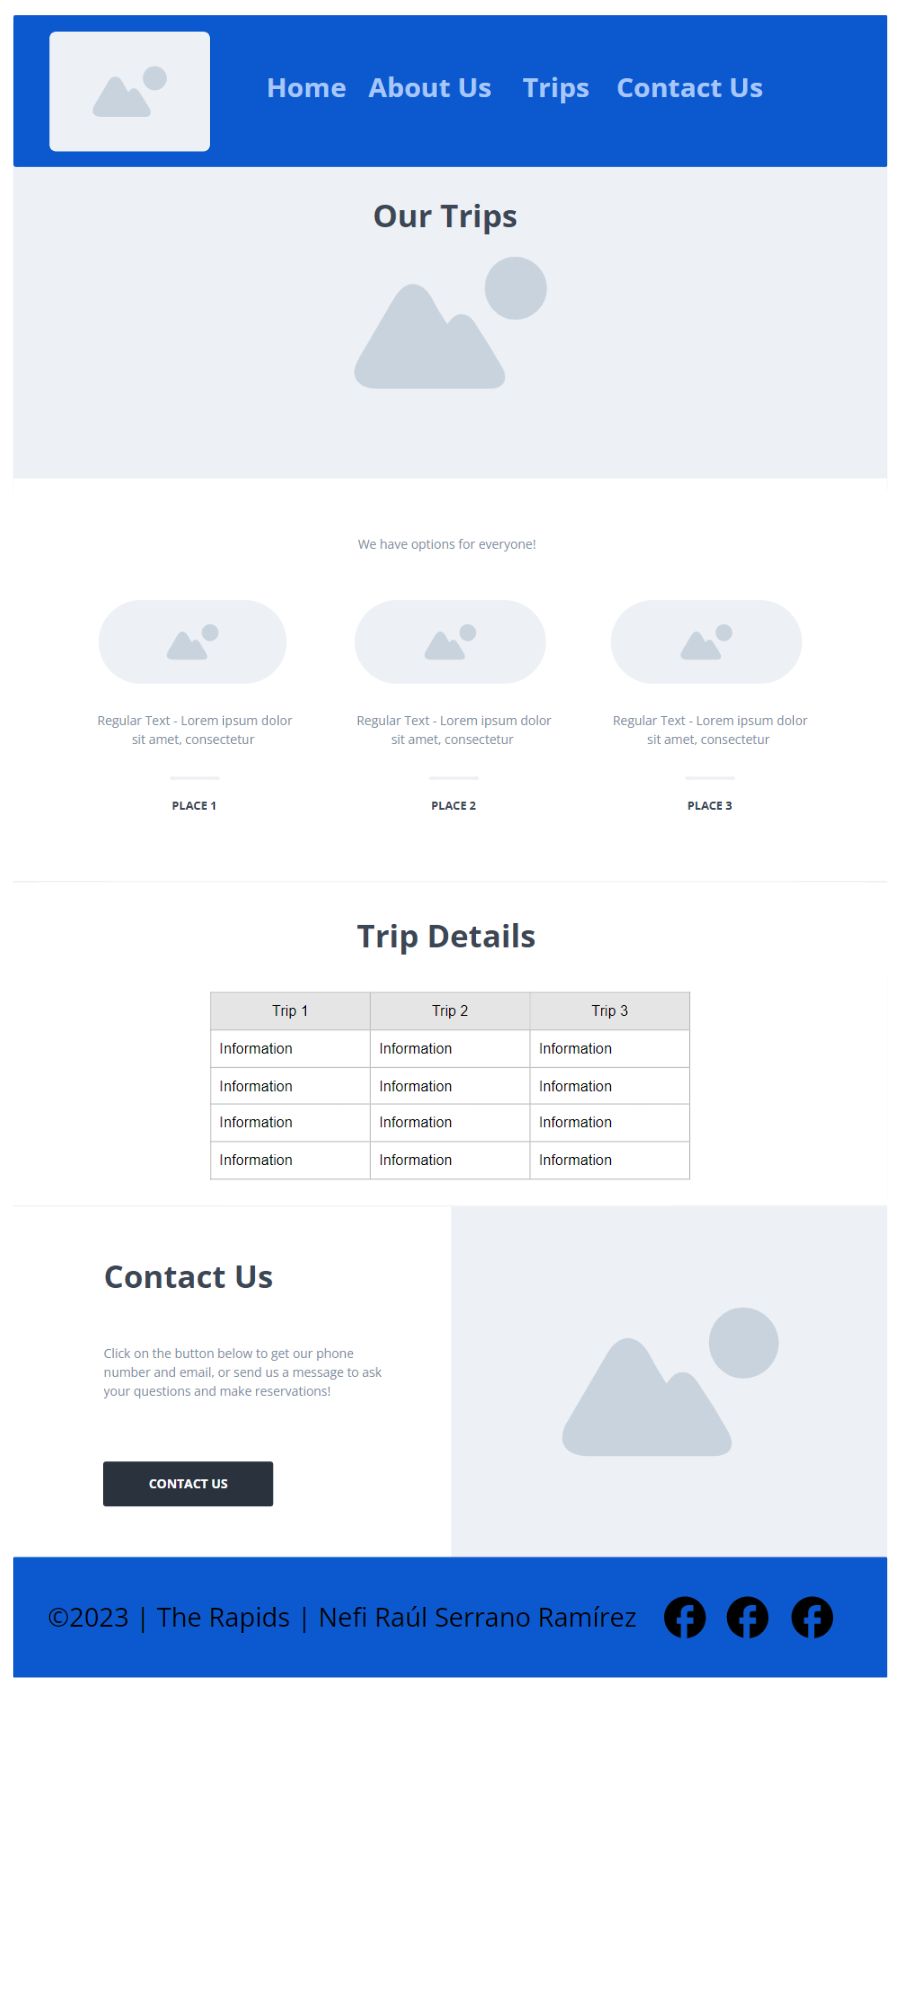 Home About Us Trips Contact Us
Our Trips
We have options for everyone!
Regular Text - Lorem ipsum dolor
sit amet, consectetur
PLACE 1
Regular Text - Lorem ipsum dolor
sit amet, consectetur
PLACE 2
Regular Text - Lorem ipsum dolor
sit amet, consectetur
PLACE 3
Trip Details
Trip 1 Trip 2 Trip 3
Information Information Information
Information Information Information
Information Information Information
Information Information Information
Contact Us
Click on the button below to get our phone
number and email, or send us a message to ask
your questions and make reservations!
CONTACT US
©2023 | The Rapids | Nefi Raúl Serrano Ramírez